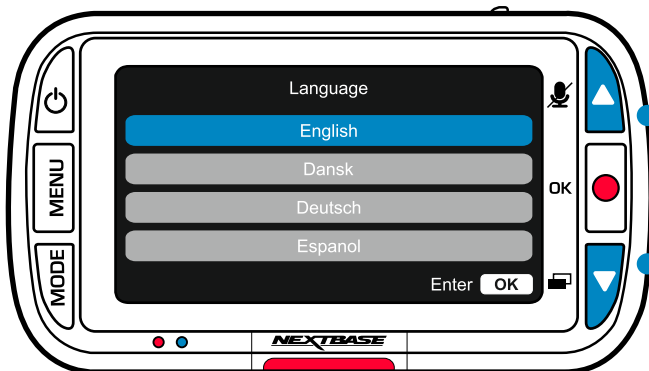 Language
English
Dansk
Deutsch
Espanol
Enter OK
MENU
MODE
OK
NEXTBASE